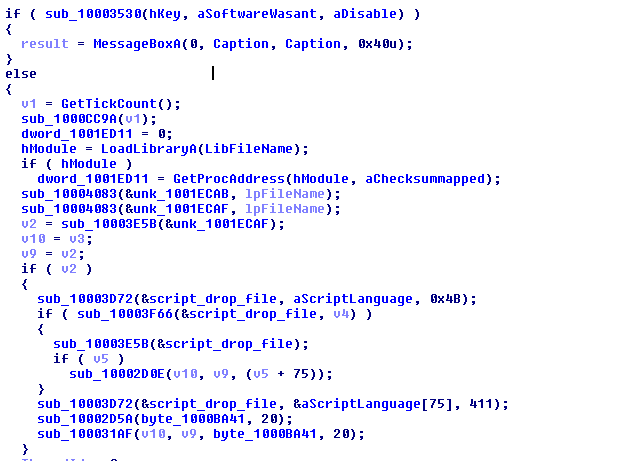 if ( sub_10003530(hKey, aSoftwareWasant, aDisable) )
{
result = MessageBoxA(0, Caption, Caption, 0x40u);
}
else
{
v1 = GetTickCount();
sub_1000CC9A(v1);
dword_1001ED11 = 0;
hModule = LoadLibraryA(LibFileName);
if ( hModule )
dword_1001ED11 = GetProcAddress(hModule, aChecksummapped);
sub_10004083(&unk_1001ECAB, lpFileName);
sub_10004083(&unk_1001ECAF, lpFileName);
v2 = sub_10003E5B(&unk_1001ECAF);
v10 = v3;
v9 = v2;
if ( v2 )
{
sub_10003D72(&script_drop_file, aScriptLanguage, 0x4B);
if ( sub_10003F66(&script_drop_file, v4) )
{
sub_10003E5B(&script_drop_file);
if ( v5 )
sub_10002D0E(v10, v9, (v5 + 75));
}
sub_10003D72(&script_drop_file, &aScriptLanguage[75], 411);
sub_10002D5A(byte_1000BA41, 20);
sub_100031AF(v10, v9, byte_1000BA41, 20);
}